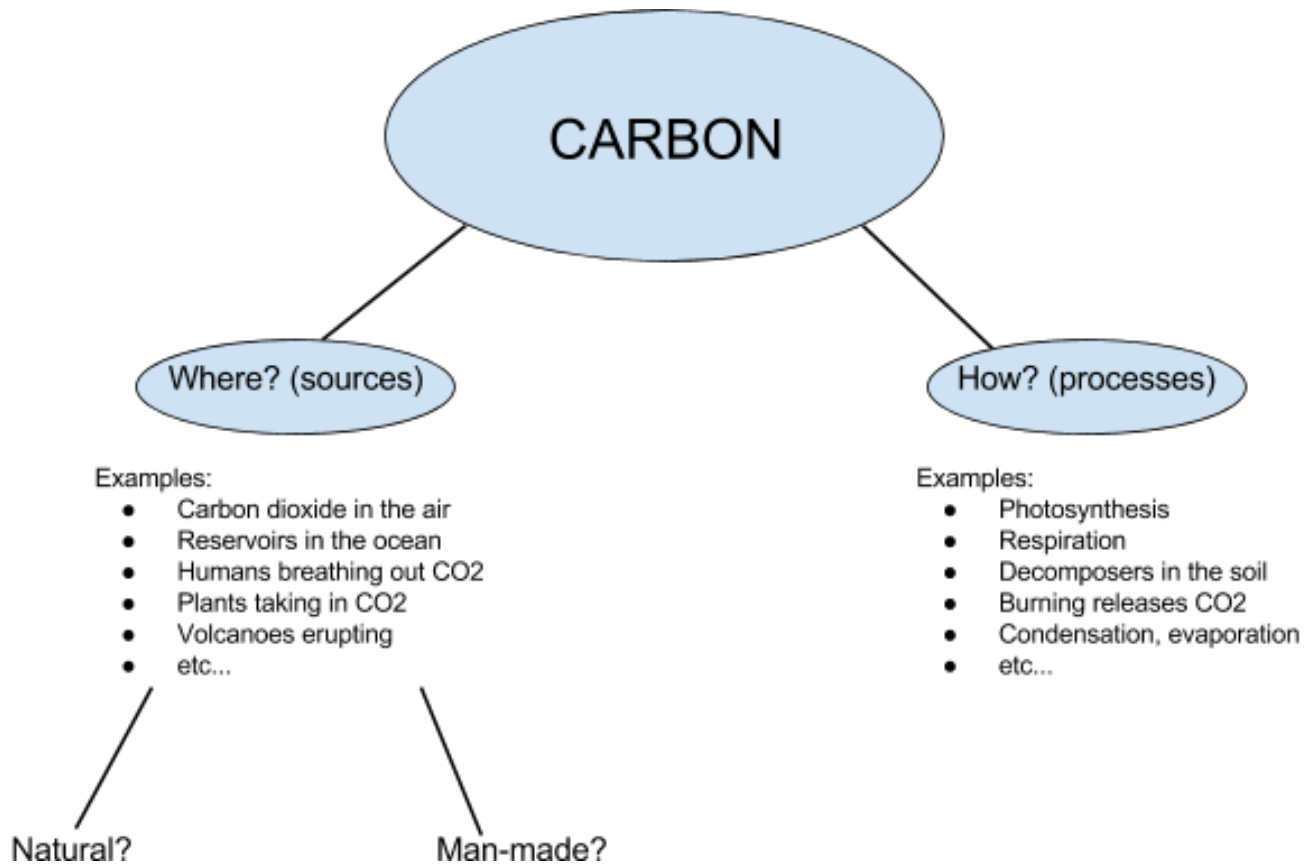 CARBON
Where? (sources)
How? (processes)
Examples:
● Carbon dioxide in the air
● Reservoirs in the ocean
● Humans breathing out CO2
● Plants taking in CO2
● Volcanoes erupting
● etc...
Examples:
● Photosynthesis
● Respiration
● Decomposers in the soil
● Burning releases CO2
● Condensation, evaporation
● etc...
Natural?
Man-made?